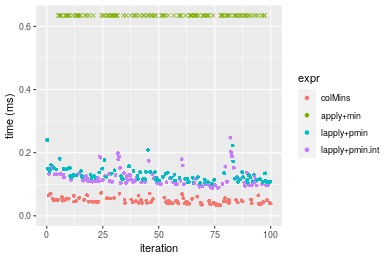 0.6
0.4
0.2
0.0
time (ms)
0
25
50
75
100
iteration
expr
colMins
apply+min
lapply+pmin
lapply+pmin.int